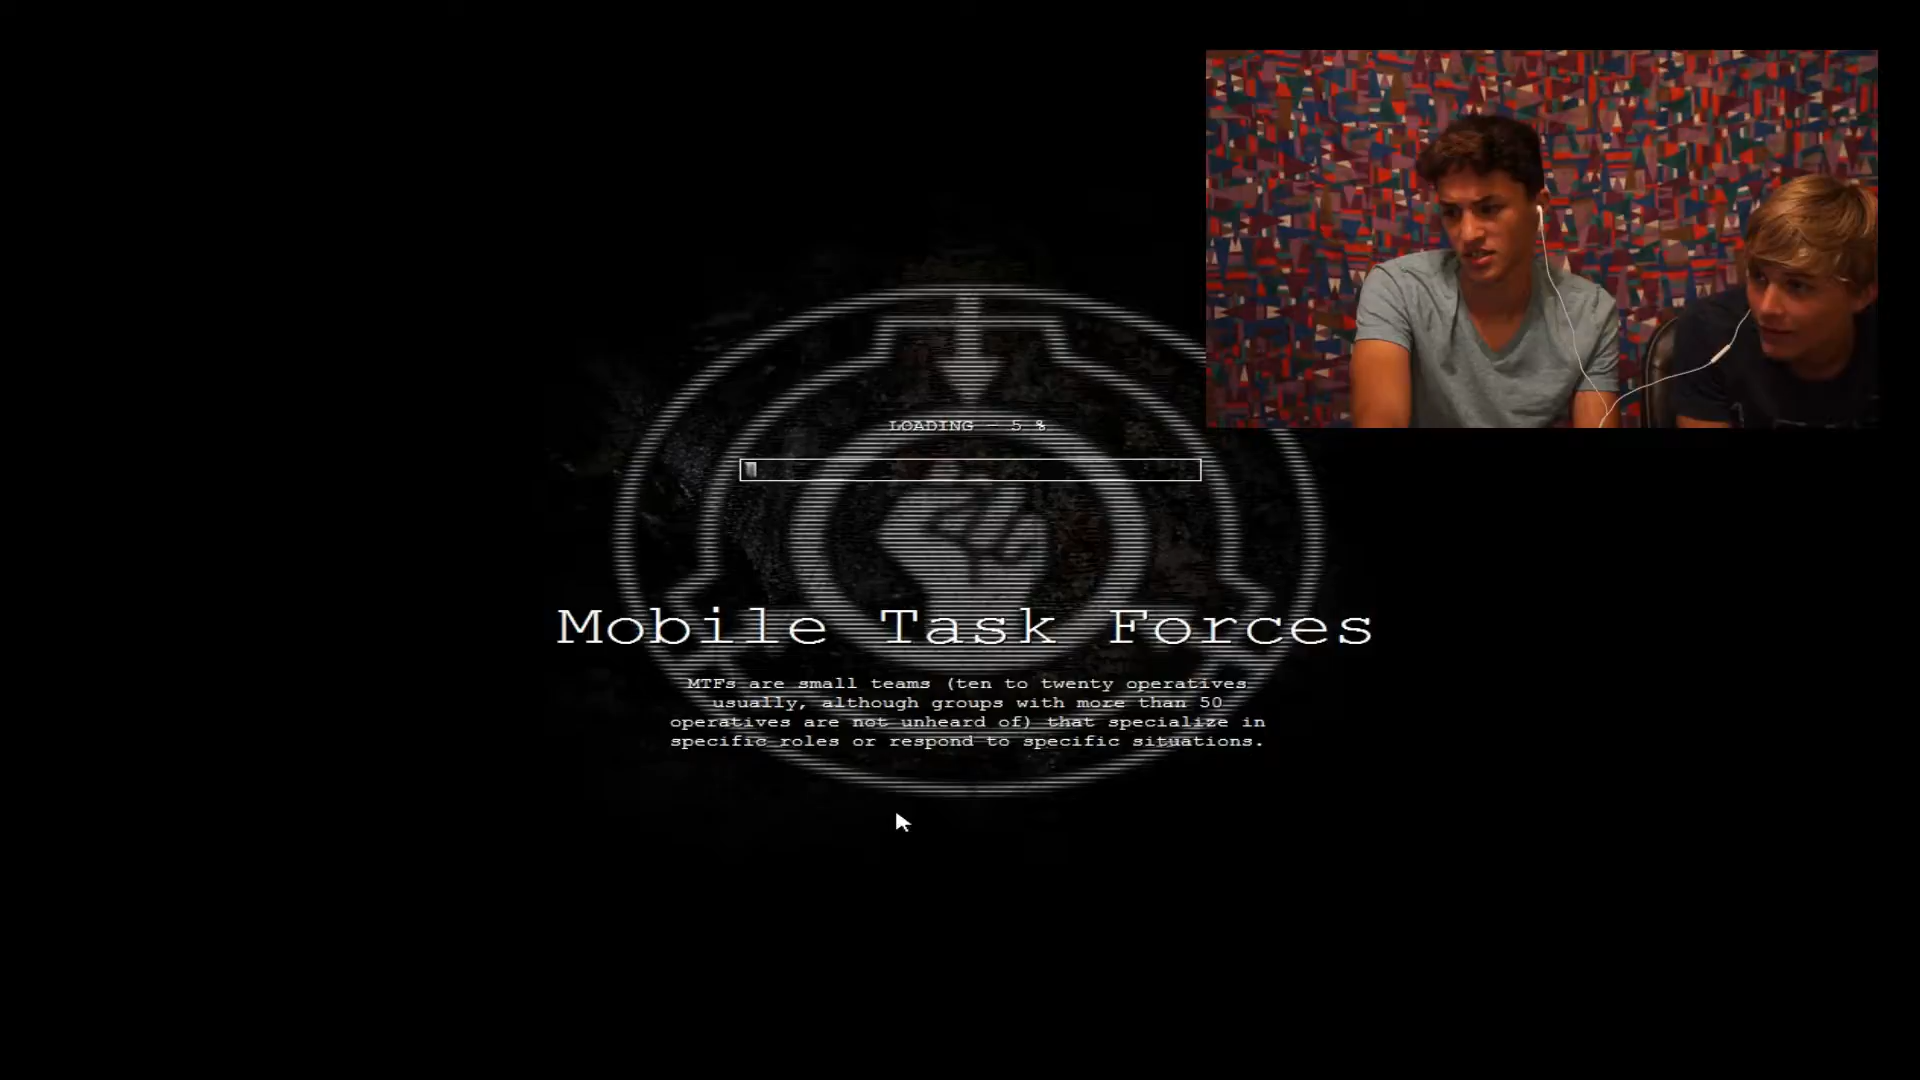 LOADING - 5 %
Mobile Task Forces
MTFs are small teams (ten to twenty operatives
usually, although groups with more than 50
operatives are not unheard of) that specialize in
specific roles or respond to specific situations.